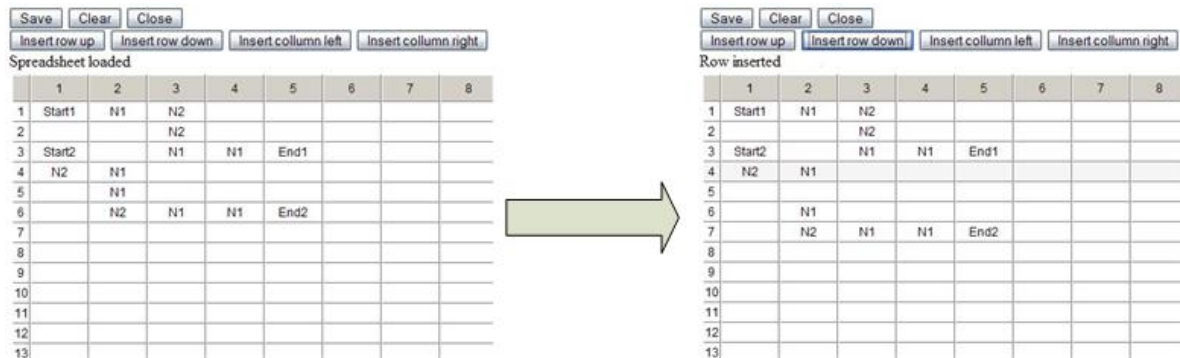 Save Clear Close
Insert row up Insert row down Insert collumn left Insert collumn right
Spreadsheet loaded
1 2 3 4 5 6 7 8
1 Start1 N1 N2
2 N2
3 Start2 N1 N1 End1
4 N2 N1
5 N1
6 N2 N1 N1 End2
7
8
9
10
11
12
13
Save Clear Close
Insert row up Insert row down Insert collumn left Insert collumn right
Row inserted
1 2 3 4 5 6 7 8
1 Start1 N1 N2
2 N2
3 Start2 N1 N1 End1
4 N2 N1
5
6 N1
7 N2 N1 N1 End2
8
9
10
11
12
13